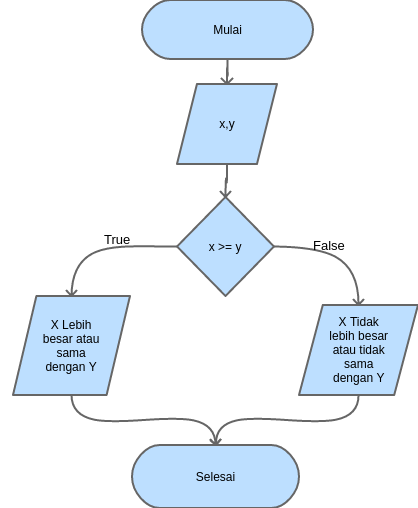 Mulai
x,y
x >= y
True
False
X Lebih
besar atau
sama
dengan Y
X Tidak
lebih besar
atau tidak
sama
dengan Y
Selesai